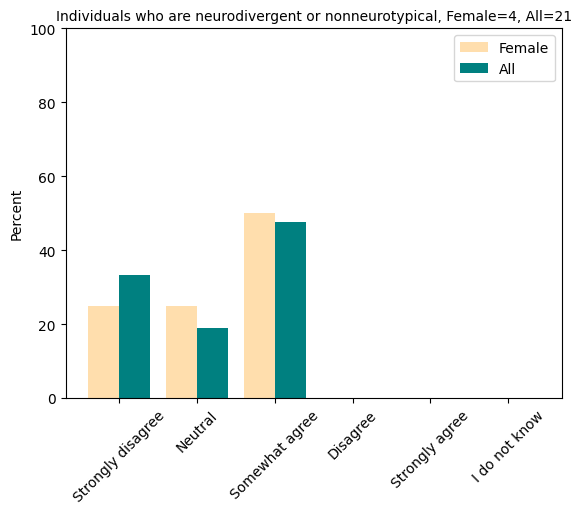 Individuals who are neurodivergent or nonneurotypical, Female=4, All=21
100
80
60
40
20
0
Percent
Female
All
Strongly disagree
Neutral
Somewhat agree
Disagree
Strongly agree
I do not know